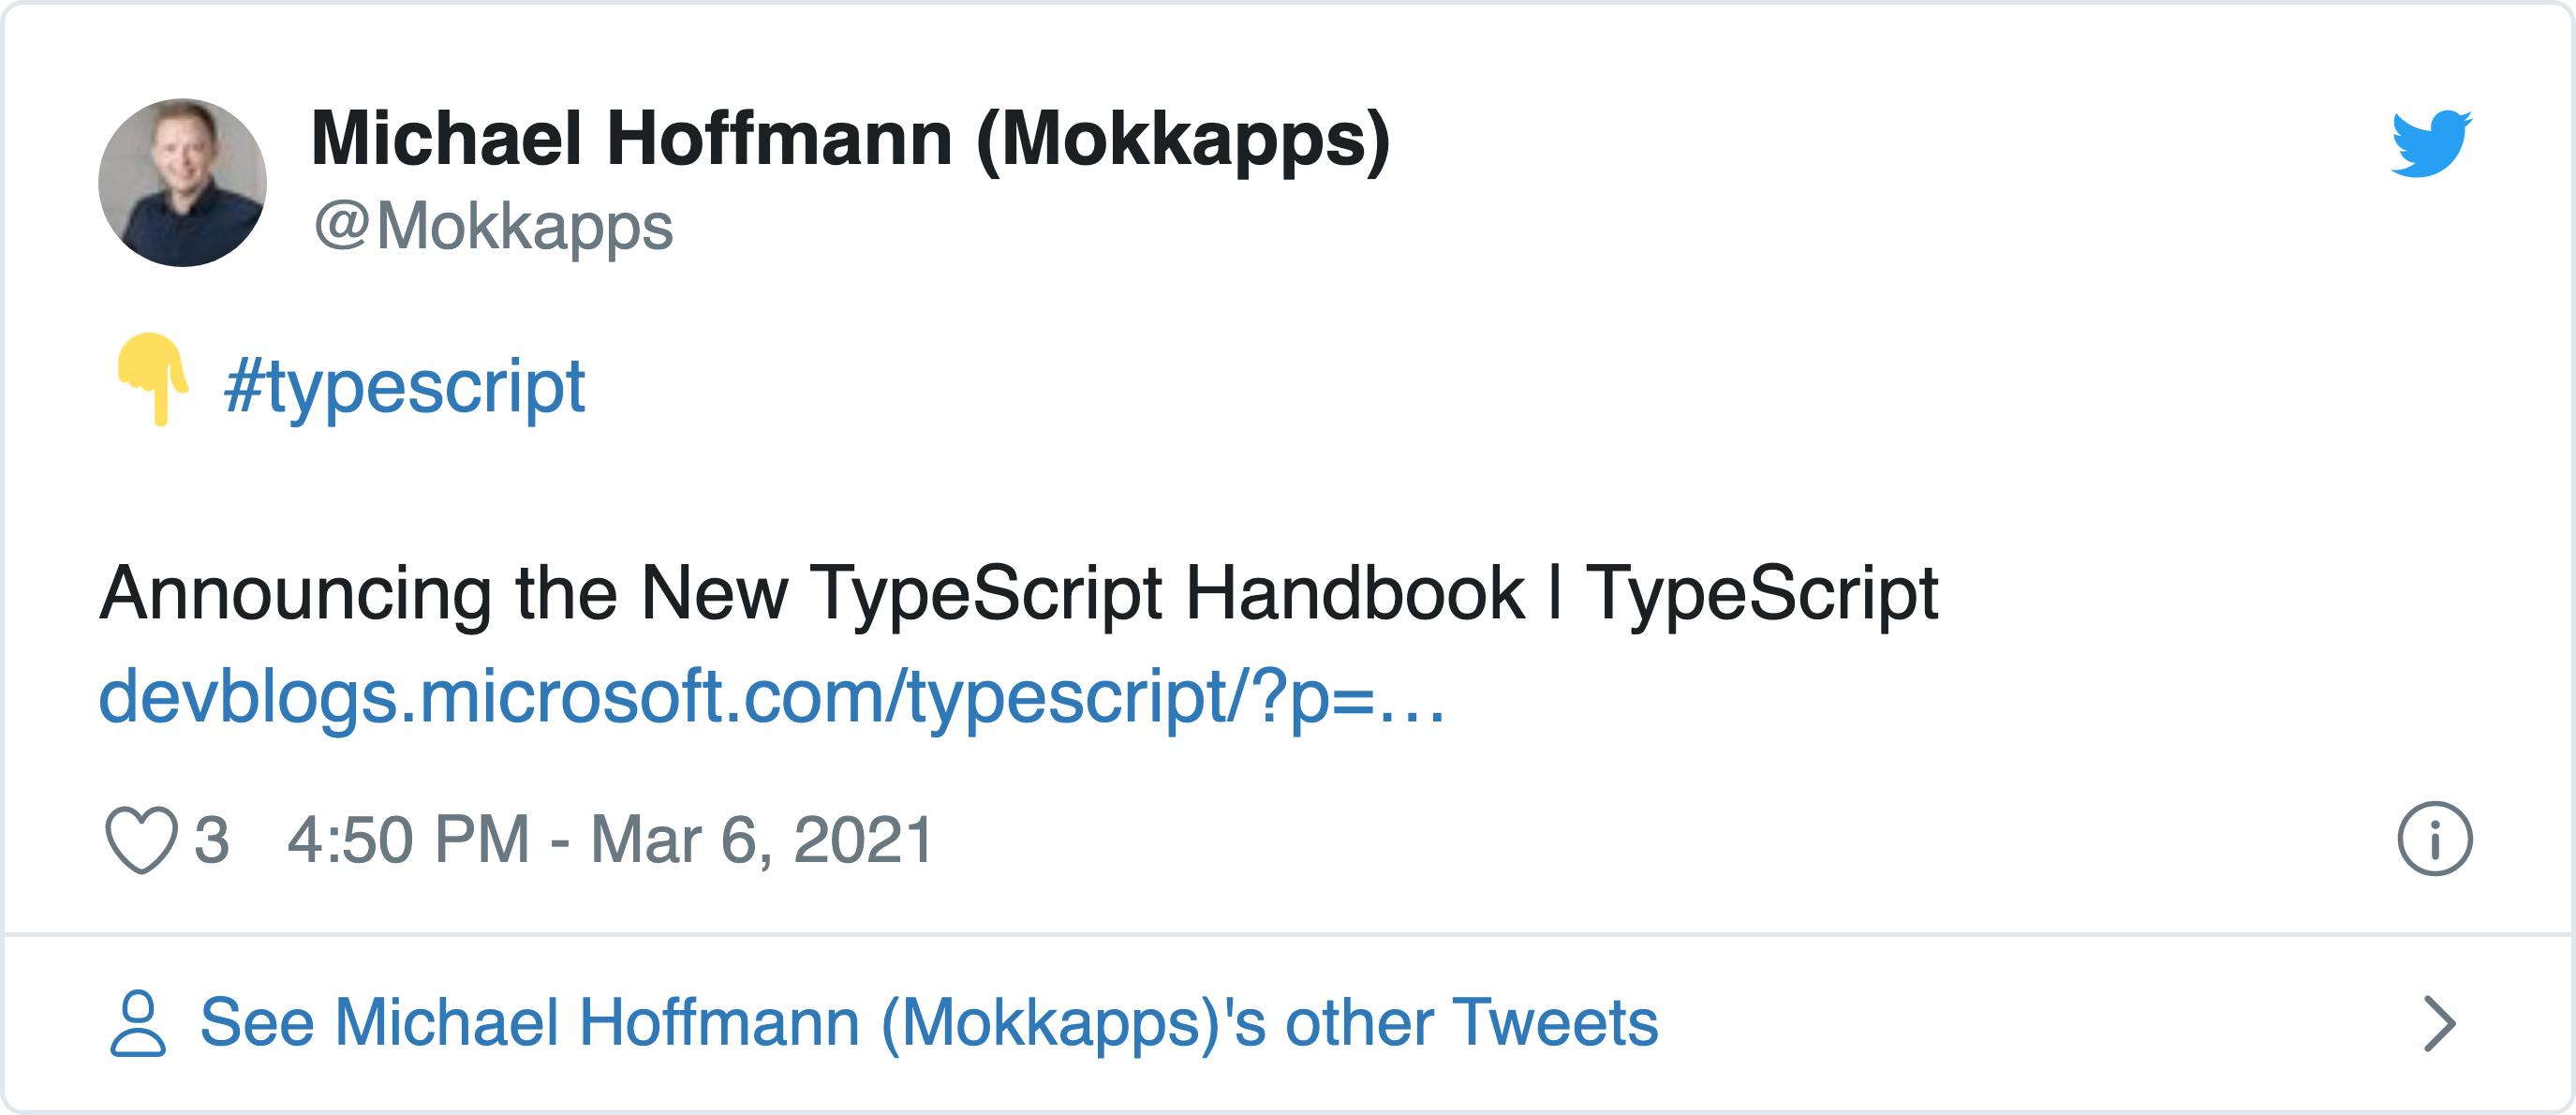 Michael Hoffmann (Mokkapps)
@Mokkapps
👇 #typescript
Announcing the New TypeScript Handbook | TypeScript
devblogs.microsoft.com/typescript/?p=…
3 4:50 PM - Mar 6, 2021
See Michael Hoffmann (Mokkapps)'s other Tweets